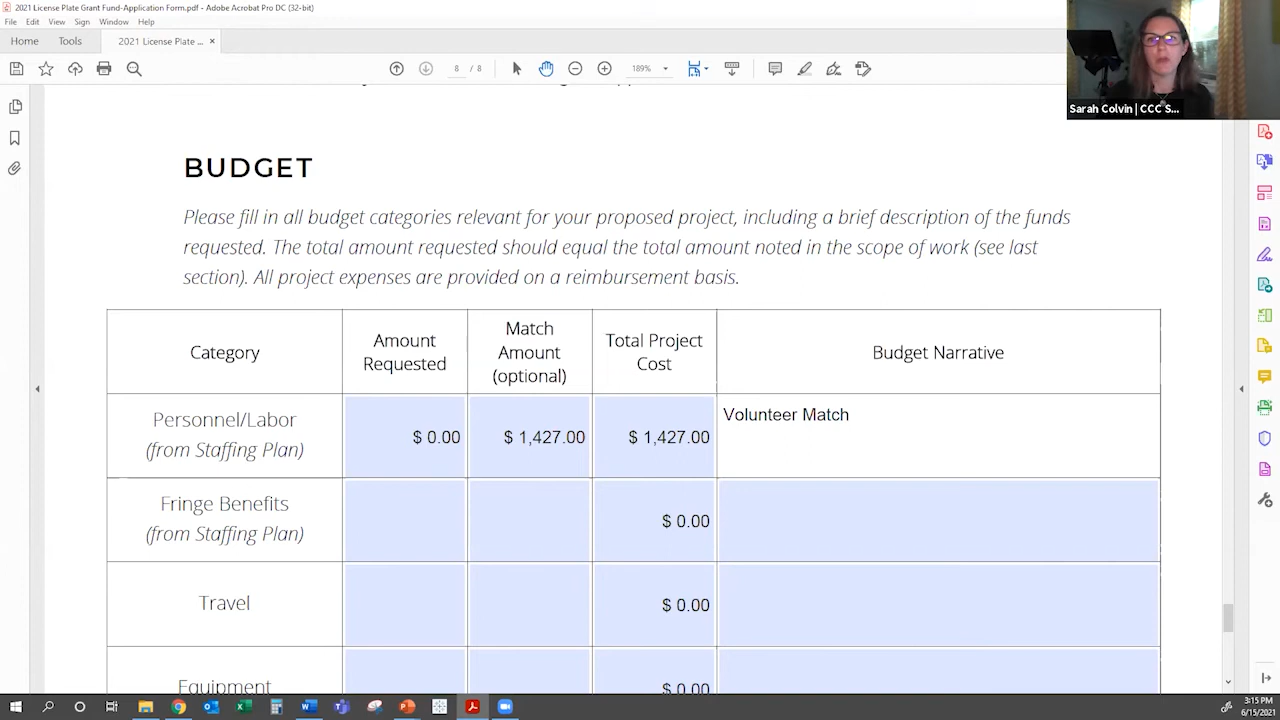 2021 License Plate Grant Fund-Application Form.pdf - Adobe Acrobat Pro DC (32-bit)
File Edit View Sign Window Help
Home Tools 2021 License Plate ... ×
8 / 8 189%
Sarah Colvin | CCC S...
BUDGET
Please fill in all budget categories relevant for your proposed project, including a brief description of the funds
requested. The total amount requested should equal the total amount noted in the scope of work (see last
section). All project expenses are provided on a reimbursement basis.
Category
Amount
Requested
Match
Amount
(optional)
Total Project
Cost
Budget Narrative
Personnel/Labor
(from Staffing Plan)
$ 0.00
$ 1,427.00
$ 1,427.00
Volunteer Match
Fringe Benefits
(from Staffing Plan)
$ 0.00
Travel
$ 0.00
Equipment
$ 0.00
3:15 PM
6/15/2021